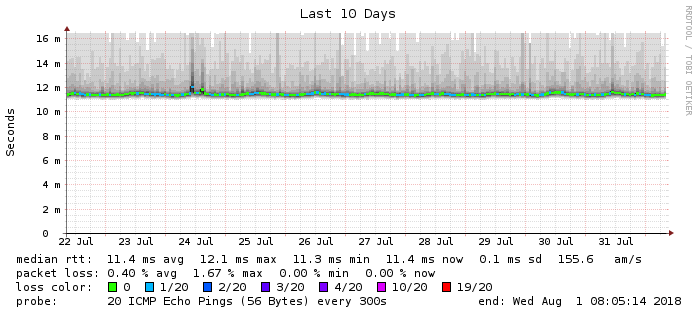 Last 10 Days
RRDTOOL / TOBI OETIKER
Seconds
16 m
14 m
12 m
10 m
8 m
6 m
4 m
2 m
0
22 Jul 23 Jul 24 Jul 25 Jul 26 Jul 27 Jul 28 Jul 29 Jul 30 Jul 31 Jul
median rtt: 11.4 ms avg 12.1 ms max 11.3 ms min 11.4 ms now 0.1 ms sd 155.6 am/s
packet loss: 0.40 % avg 1.67 % max 0.00 % min 0.00 % now
loss color: 0 1/20 2/20 3/20 4/20 10/20 19/20
probe: 20 ICMP Echo Pings (56 Bytes) every 300s end: Wed Aug 1 08:05:14 2018